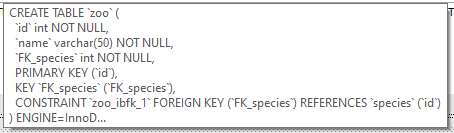 CREATE TABLE `zoo` (
`id` int NOT NULL,
`name` varchar(50) NOT NULL,
`FK_species` int NOT NULL,
PRIMARY KEY (`id`),
KEY `FK_species` (`FK_species`),
CONSTRAINT `zoo_ibfk_1` FOREIGN KEY (`FK_species`) REFERENCES `species` (`id`)
) ENGINE=InnoD...